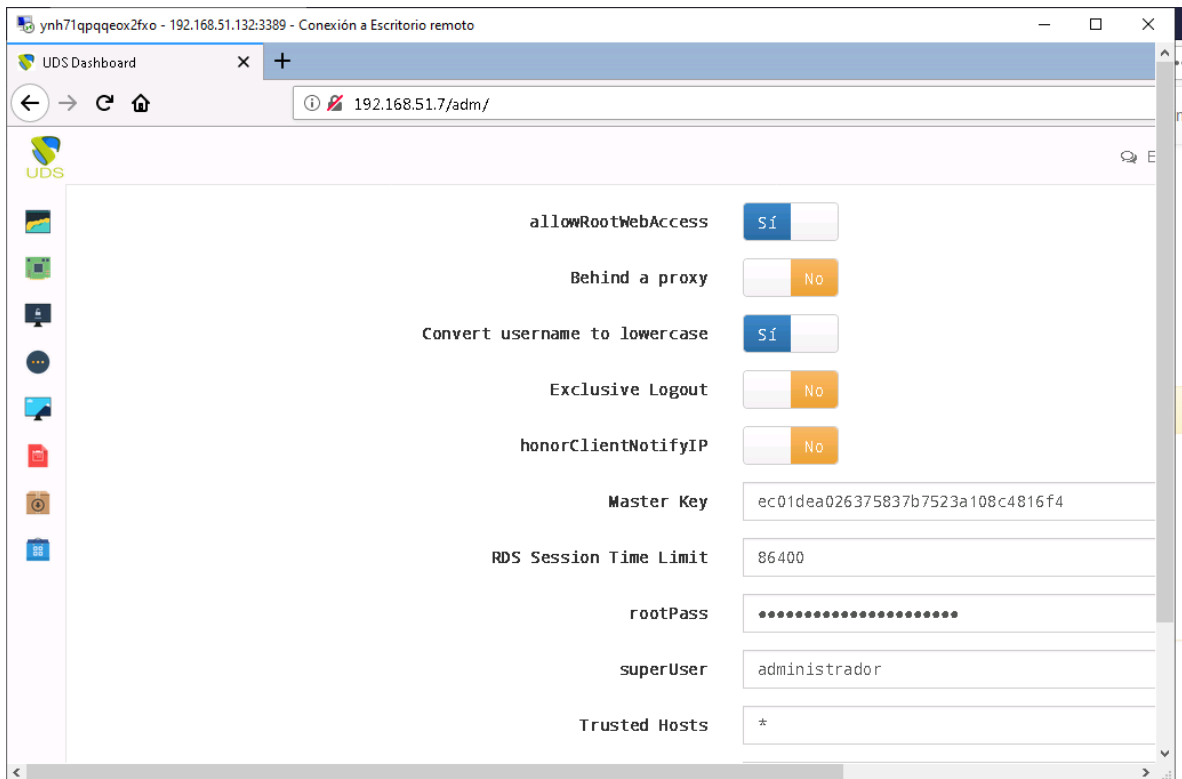 ynh71qpqqeox2fxo - 192.168.51.132:3389 - Conexión a Escritorio remoto
UDS Dashboard
192.168.51.7/adm/
UDS
E
allowRootWebAccess Sí
Behind a proxy No
Convert username to lowercase Sí
Exclusive Logout No
honorClientNotifyIP No
Master Key ec01dea026375837b7523a108c4816f4
RDS Session Time Limit 86400
rootPass ••••••••••••••••••••••
superUser administrador
Trusted Hosts *